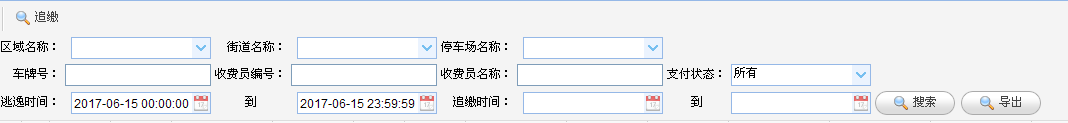 追缴
区域名称： 街道名称： 停车场名称：
车牌号： 收费员编号： 收费员名称： 支付状态： 所有
逃逸时间： 2017-06-15 00:00:00 到 2017-06-15 23:59:59 追缴时间： 到 搜索 导出